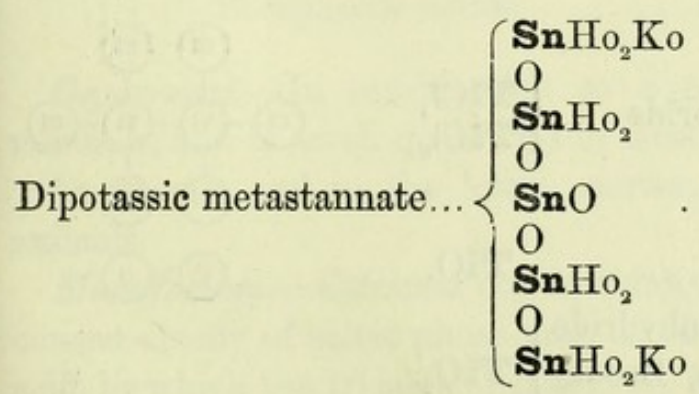 SnHo₂Ko
O
SnHo₂
O
Dipotassic metastannate... SnO .
O
SnHo₂
O
SnHo₂Ko